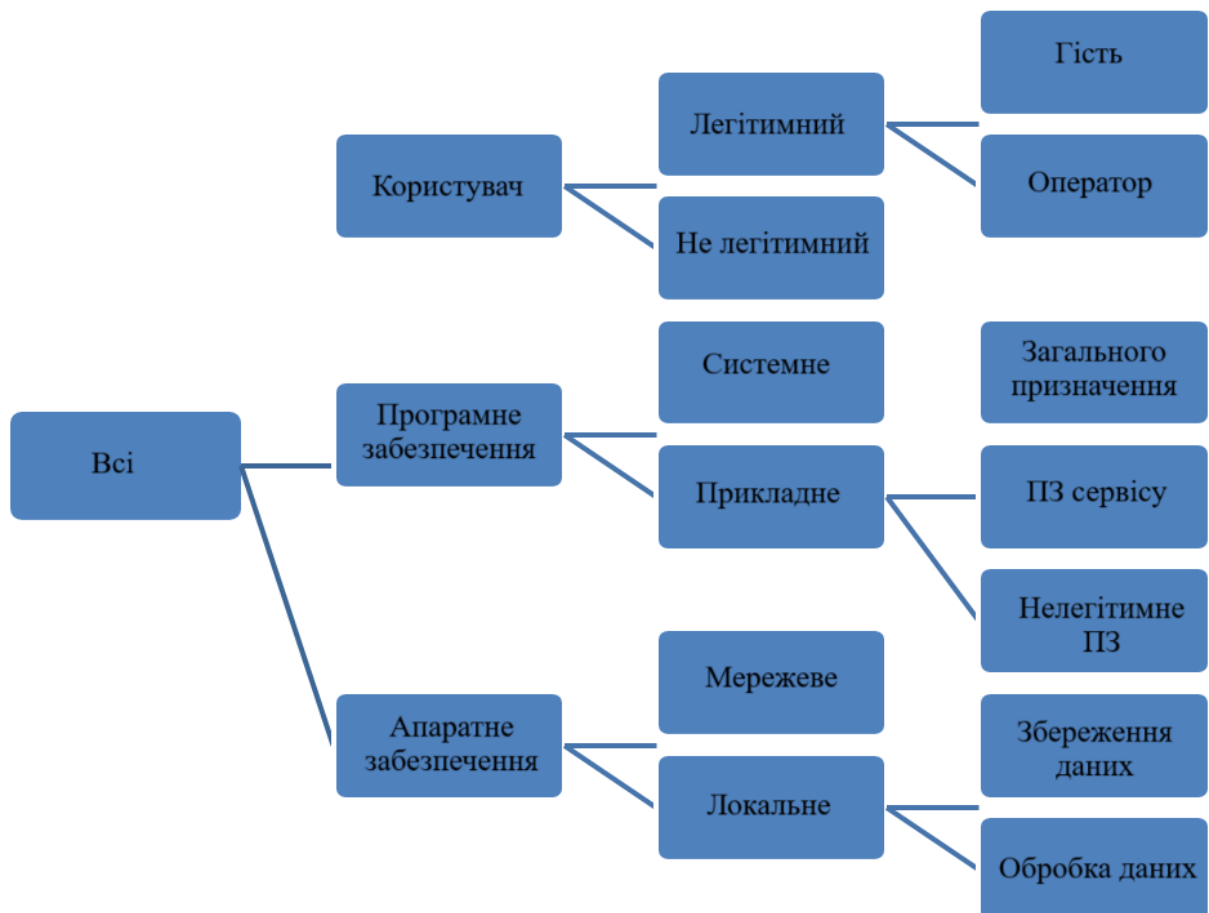 Гість
Легітимний
Оператор
Користувач
Не легітимний
Системне
Загального
призначення
Програмне
забезпечення
Всі
Прикладне
ПЗ сервісу
Нелегітимне
ПЗ
Мережеве
Апаратне
забезпечення
Збереження
даних
Локальне
Обробка даних